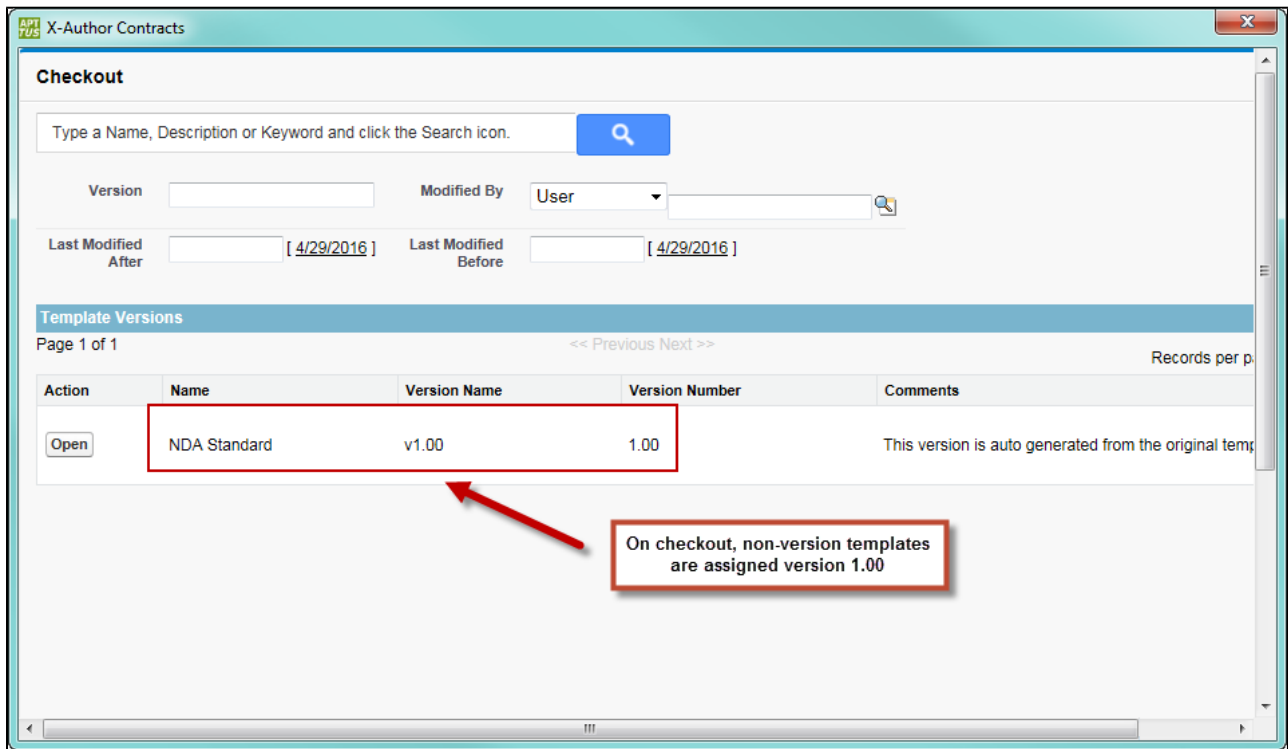 APT TUS X-Author Contracts X
Checkout
Type a Name, Description or Keyword and click the Search icon.
Version Modified By User
Last Modified After [ 4/29/2016 ] Last Modified Before [ 4/29/2016 ]
Template Versions
Page 1 of 1 << Previous Next >>
Records per pa
Action Name Version Name Version Number Comments
Open NDA Standard v1.00 1.00 This version is auto generated from the original temp
On checkout, non-version templates
are assigned version 1.00